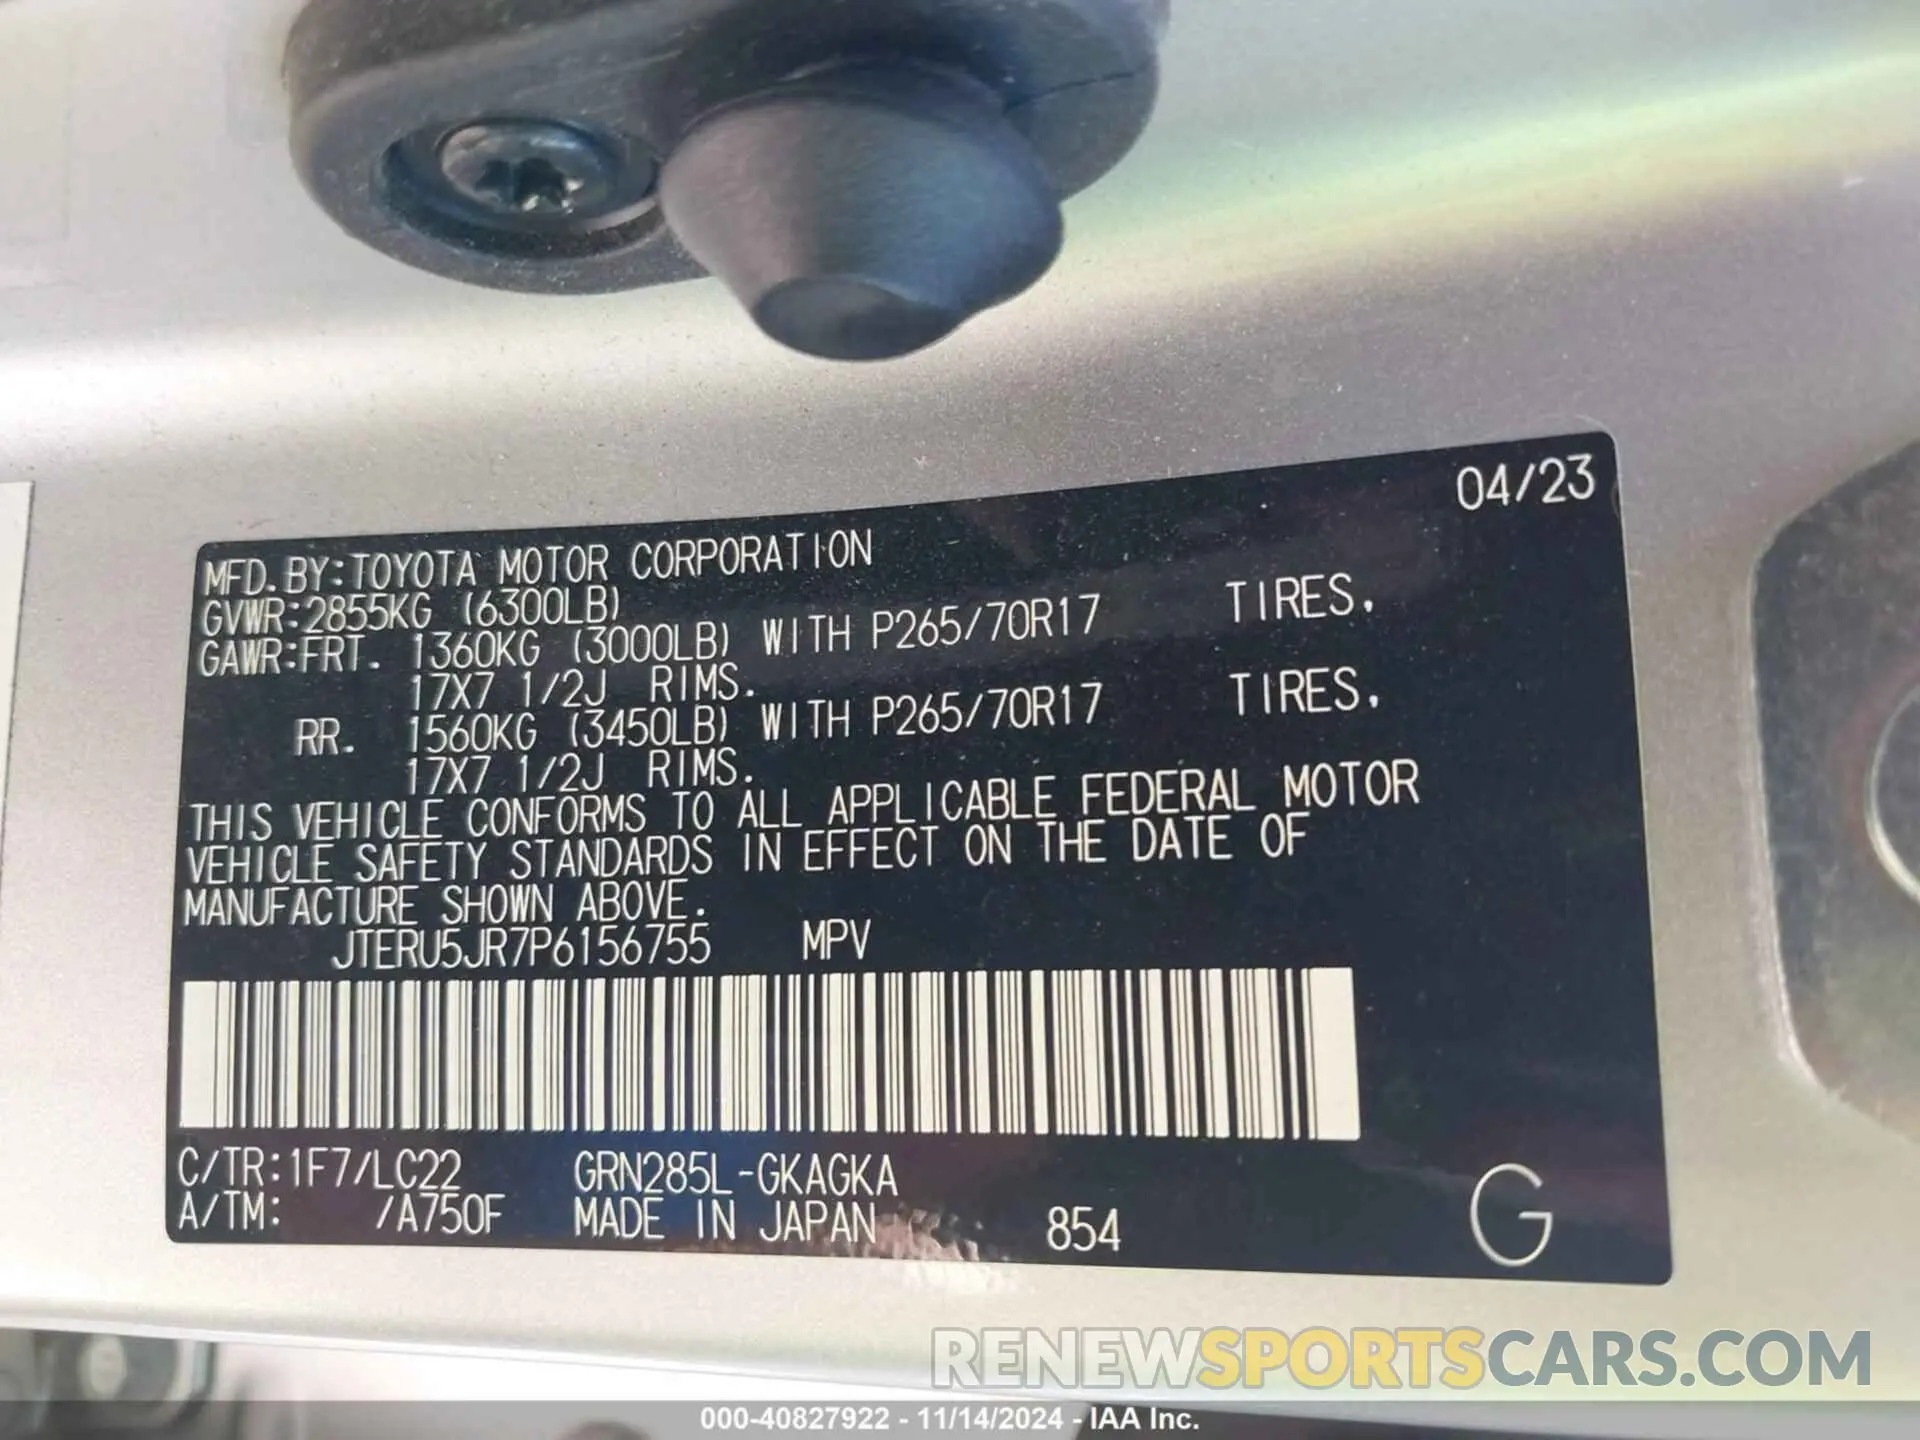 04/23
MFD.BY:TOYOTA MOTOR CORPORATION
GVWR:2855KG (6300LB)
GAWR:FRT. 1360KG (3000LB) WITH P265/70R17 TIRES.
17X7 1/2J RIMS.
RR. 1560KG (3450LB) WITH P265/70R17 TIRES.
17X7 1/2J RIMS.
THIS VEHICLE CONFORMS TO ALL APPLICABLE FEDERAL MOTOR
VEHICLE SAFETY STANDARDS IN EFFECT ON THE DATE OF
MANUFACTURE SHOWN ABOVE.
JTERU5JR7P6156755 MPV
C/TR:1F7/LC22 GRN285L-GKAGKA
A/TM: /A750F MADE IN JAPAN 854 G
RENEWSPORTSCARS.COM
000-40827922 - 11/14/2024 - IAA Inc.